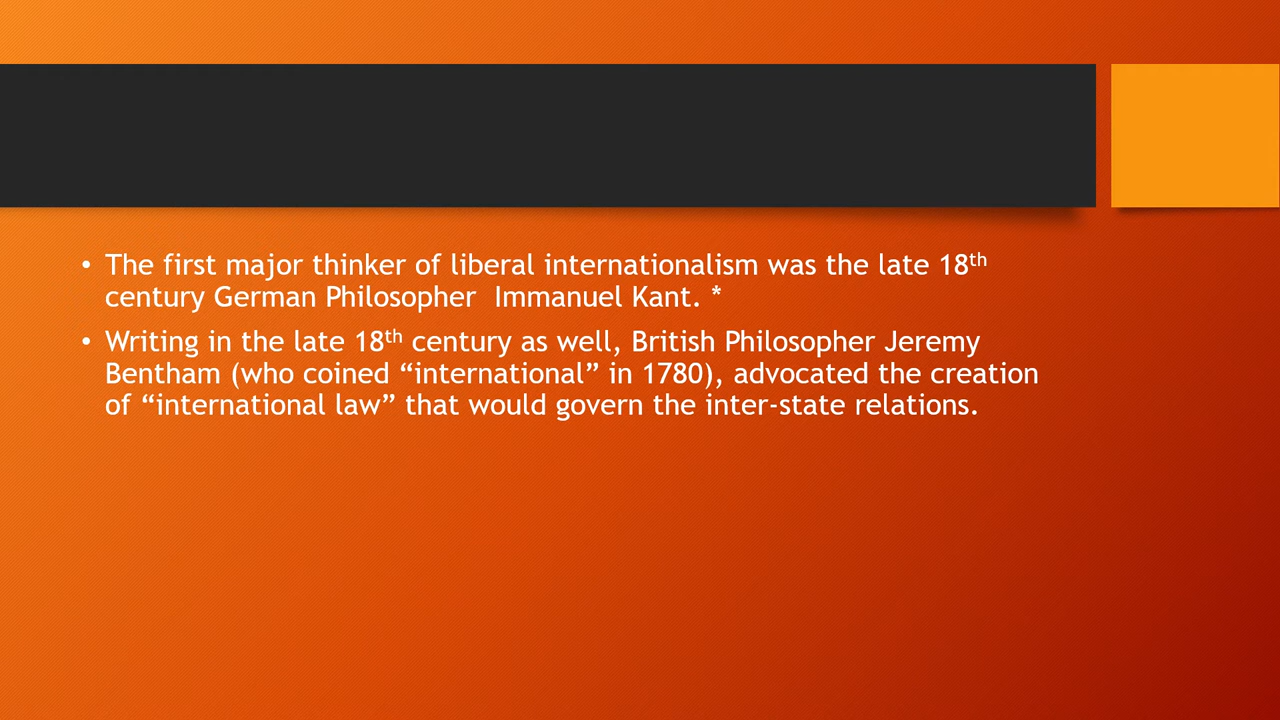 • The first major thinker of liberal internationalism was the late 18th
century German Philosopher  Immanuel Kant. *
• Writing in the late 18th century as well, British Philosopher Jeremy
Bentham (who coined “international” in 1780), advocated the creation
of “international law” that would govern the inter-state relations.